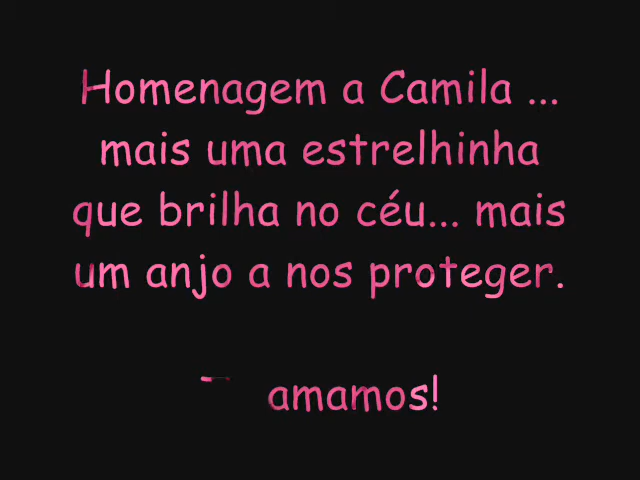 Homenagem a Camila ...
mais uma estrelhinha
que brilha no céu... mais
um anjo a nos proteger.
amamos!